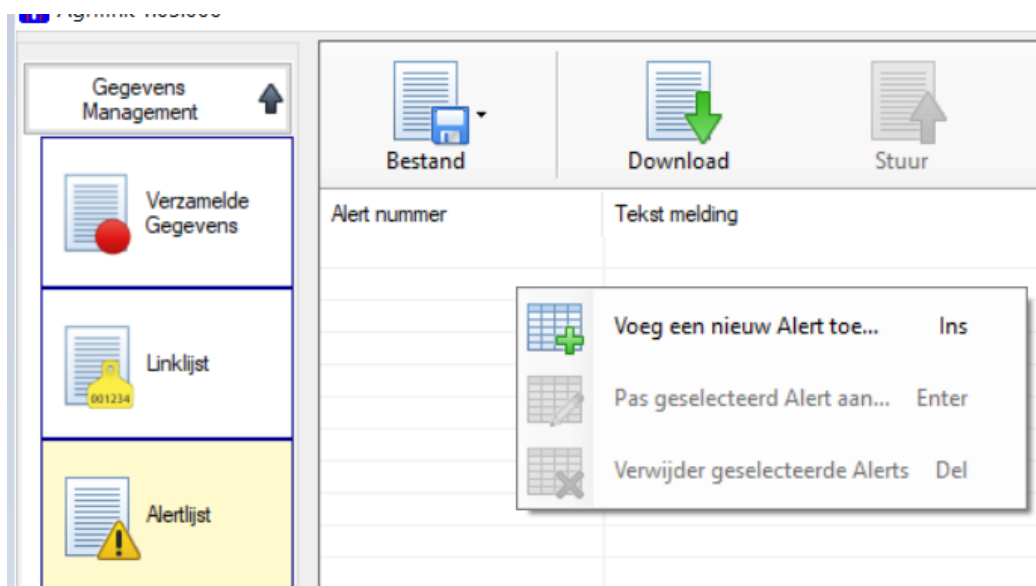 Gegevens
Management
Bestand
Download
Stuur
Verzamelde
Gegevens
Alert nummer
Tekst melding
Voeg een nieuw Alert toe... Ins
Linklijst
001234
Pas geselecteerd Alert aan... Enter
Verwijder geselecteerde Alerts Del
Alertlijst